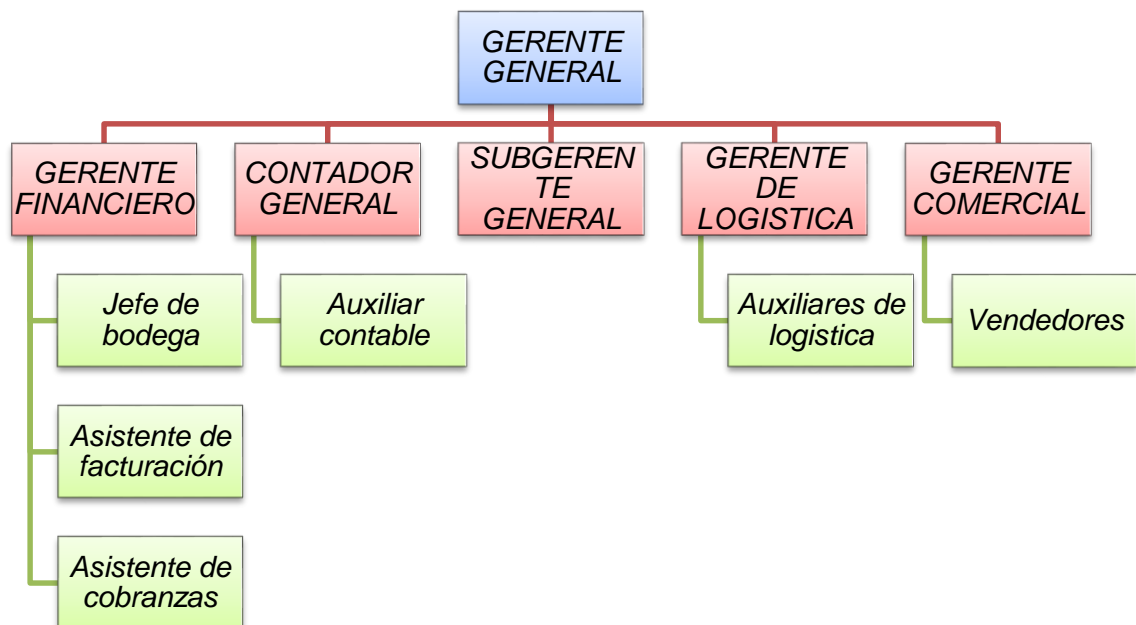 GERENTE
GENERAL
GERENTE
FINANCIERO
CONTADOR
GENERAL
SUBGEREN
TE
GENERAL
GERENTE
DE
LOGISTICA
GERENTE
COMERCIAL
Jefe de
bodega
Asistente de
facturación
Asistente de
cobranzas
Auxiliar
contable
Auxiliares de
logistica
Vendedores